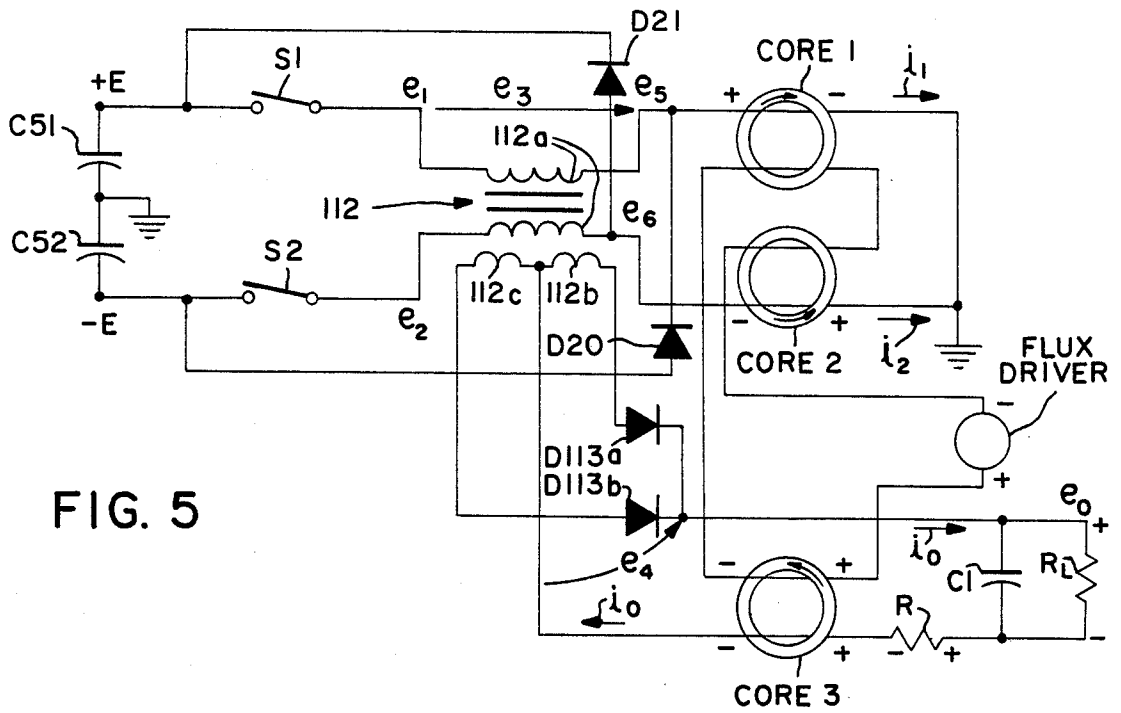 D21
S1
CORE 1
i1
+E
e1
e3
e5
+
-
C51
112a
112
e6
C52
S2
112c
112b
-E
e2
D20
-
+
i2
CORE 2
FLUX
DRIVER
-
D113a
D113b
+
FIG. 5
e0
+
i0
e4
-
+
C1
RL
i0
R
-
+
-
+
-
CORE 3